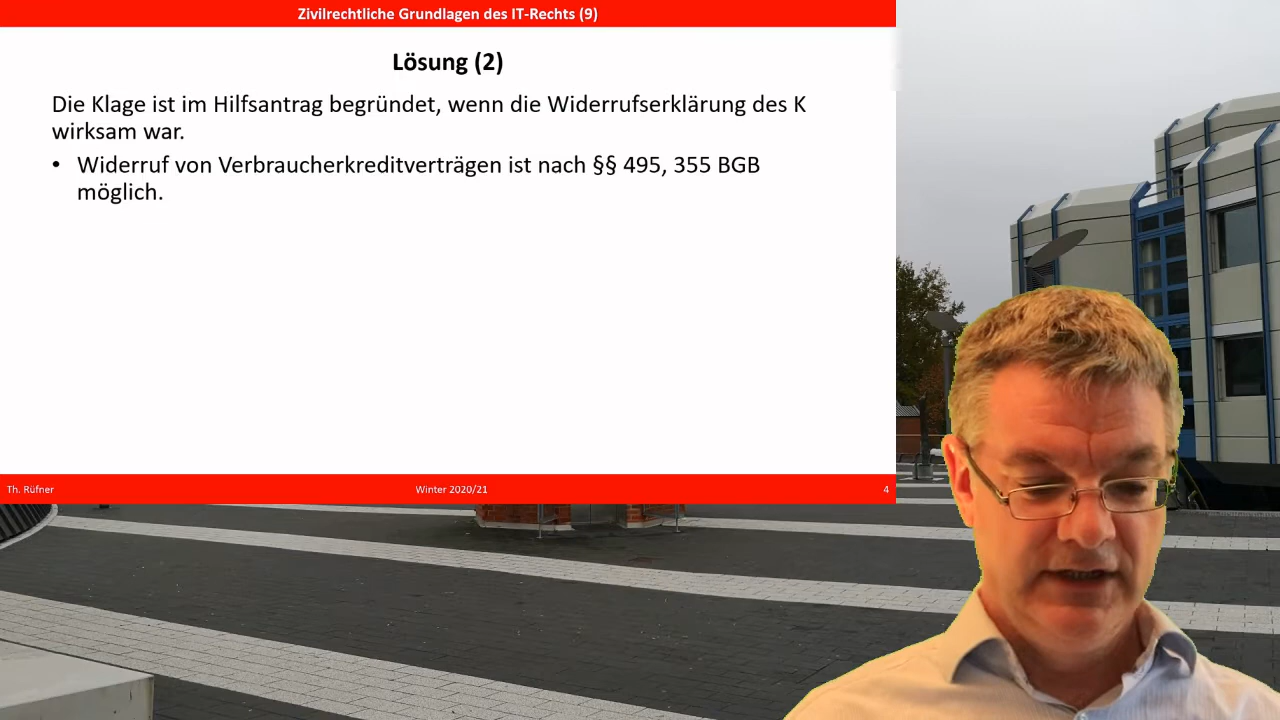 Zivilrechtliche Grundlagen des IT-Rechts (9)
Lösung (2)
Die Klage ist im Hilfsantrag begründet, wenn die Widerrufserklärung des K
wirksam war.
• Widerruf von Verbraucherkreditverträgen ist nach §§ 495, 355 BGB
möglich.
Th. Rüfner
Winter 2020/21
4